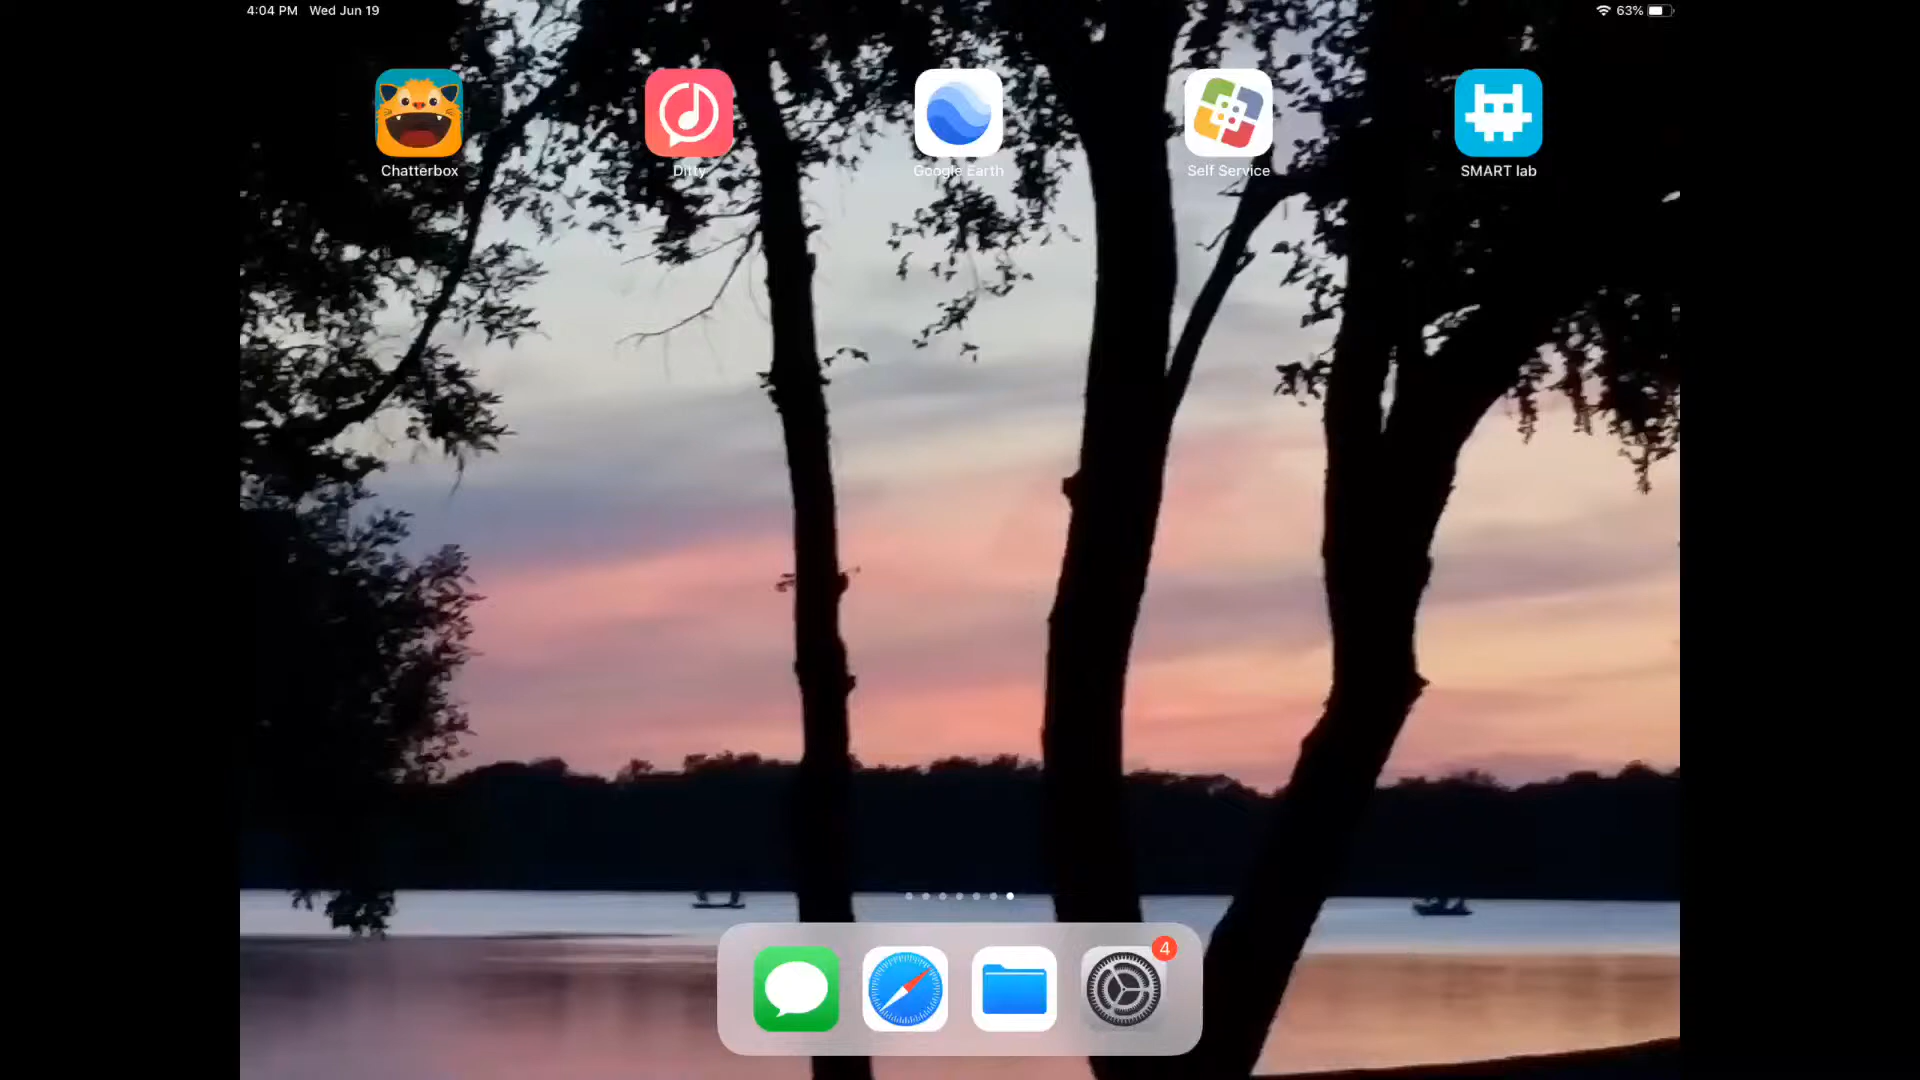 4:04 PM Wed Jun 19
63%
Chatterbox
Ditty
Google Earth
Self Service
SMART lab
4